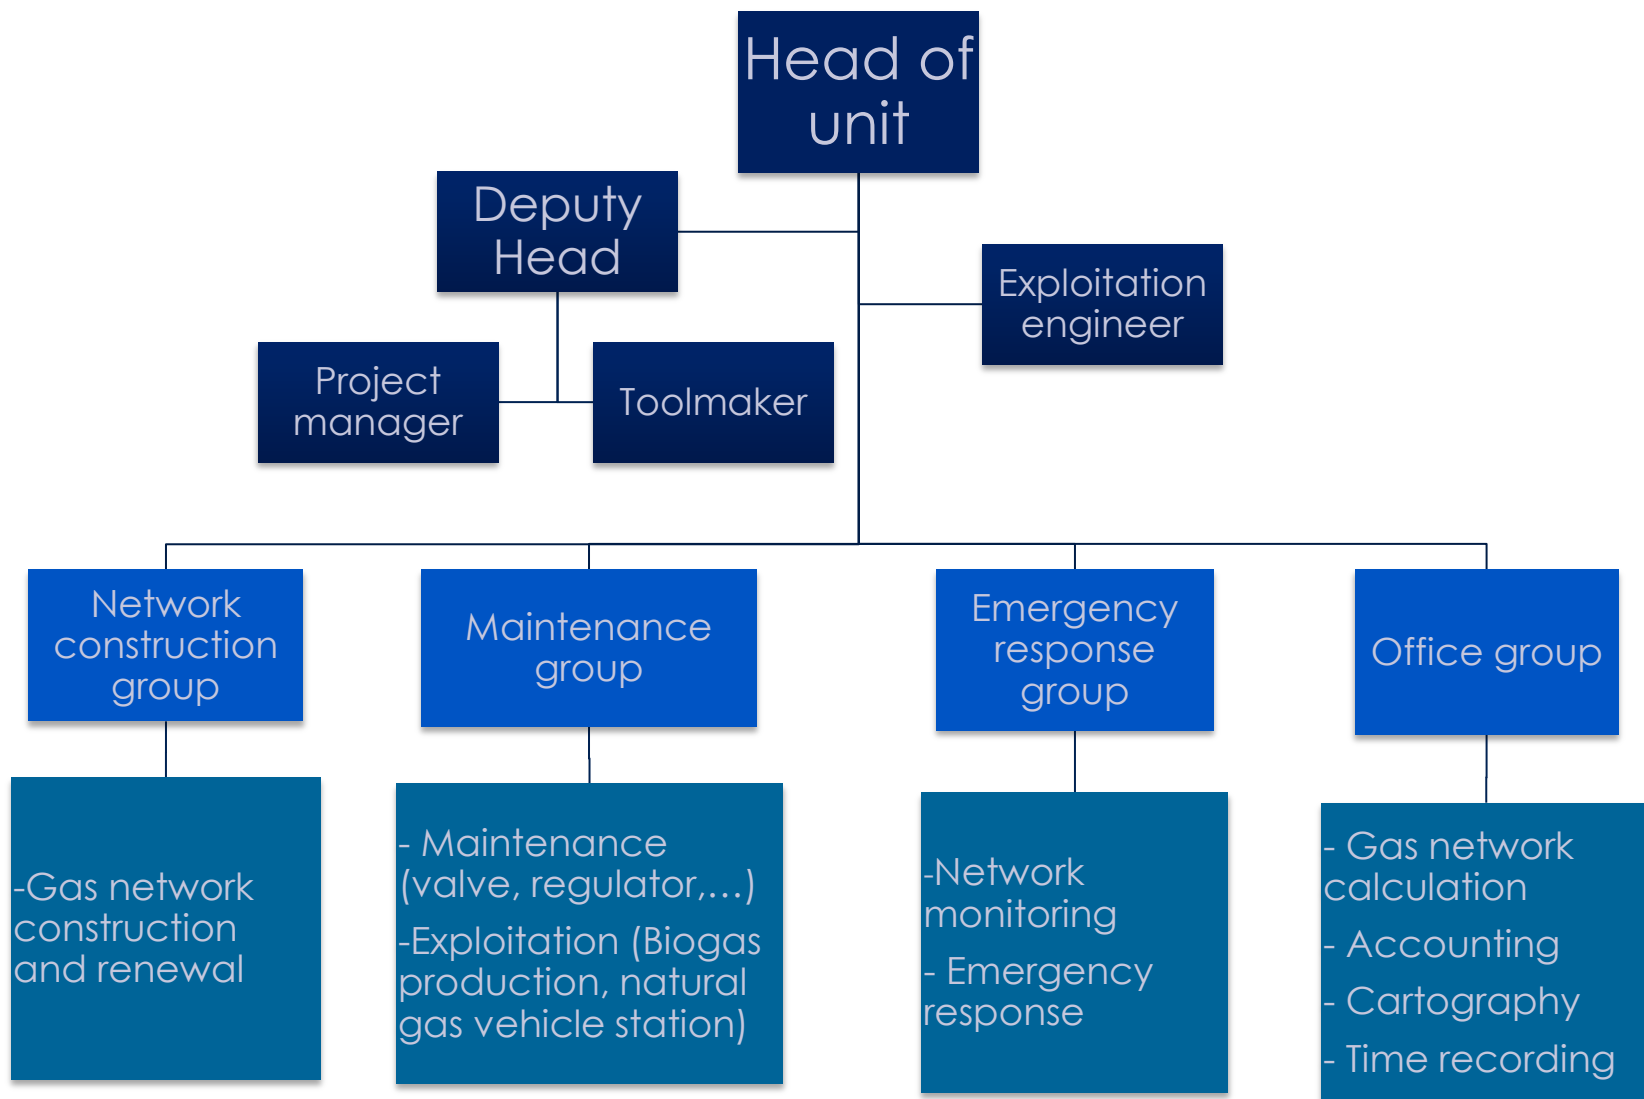 Head of
unit
Deputy
Head
Exploitation
engineer
Project
manager
Toolmaker
Network
construction
group
Maintenance
group
Emergency
response
group
Office group
-Gas network
construction
and renewal
- Maintenance
(valve, regulator,…)
-Exploitation (Biogas
production, natural
gas vehicle station)
-Network
monitoring
- Emergency
response
- Gas network
calculation
- Accounting
- Cartography
- Time recording